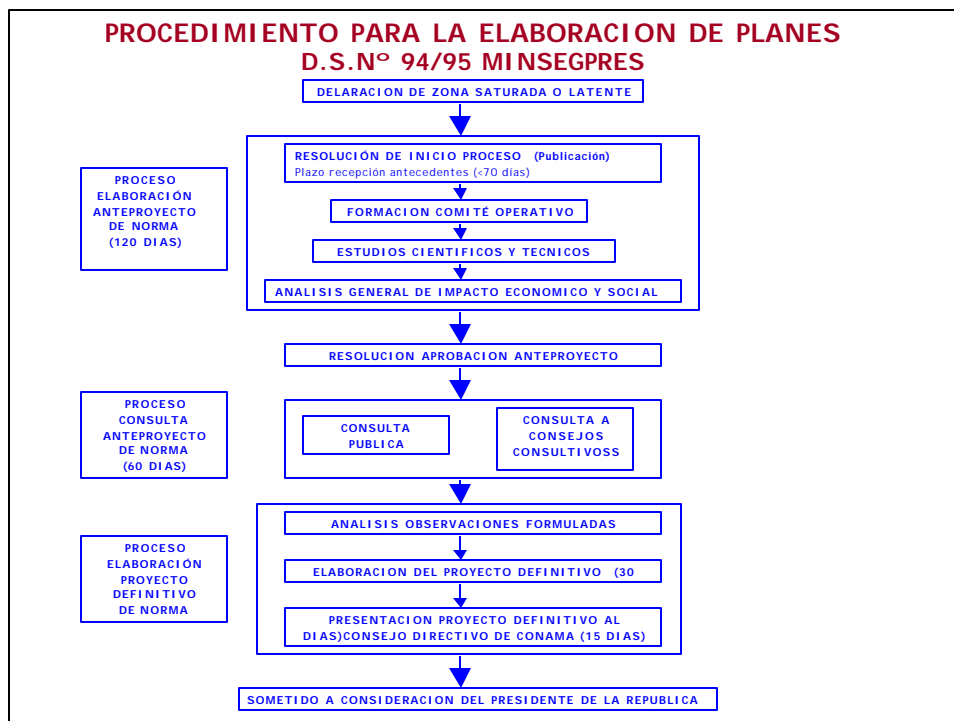 PROCEDIMIENTO PARA LA ELABORACION DE PLANES
D.S.Nº 94/95 MINSEGPRES
DELARACION DE ZONA SATURADA O LATENTE
PROCESO
ELABORACIÓN
ANTEPROYECTO
DE NORMA
(120 DIAS)
RESOLUCIÓN DE INICIO PROCESO (Publicación)
Plazo recepción antecedentes (<70 días)
FORMACION COMITÉ OPERATIVO
ESTUDIOS CIENTIFICOS Y TECNICOS
ANALISIS GENERAL DE IMPACTO ECONOMICO Y SOCIAL
RESOLUCION APROBACION ANTEPROYECTO
PROCESO
CONSULTA
ANTEPROYECTO
DE NORMA
(60 DIAS)
CONSULTA
PUBLICA
CONSULTA A
CONSEJOS
CONSULTIVOSS
PROCESO
ELABORACIÓN
PROYECTO
DEFINITIVO
DE NORMA
ANALISIS OBSERVACIONES FORMULADAS
ELABORACION DEL PROYECTO DEFINITIVO (30
PRESENTACION PROYECTO DEFINITIVO AL
DIAS)CONSEJO DIRECTIVO DE CONAMA (15 DIAS)
SOMETIDO A CONSIDERACION DEL PRESIDENTE DE LA REPUBLICA